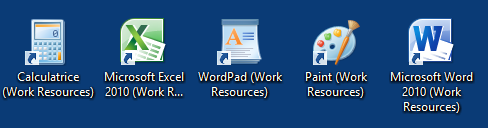 Calculatrice
(Work Resources)
Microsoft Excel
2010 (Work R...
WordPad (Work
Resources)
Paint (Work
Resources)
Microsoft Word
2010 (Work
Resources)